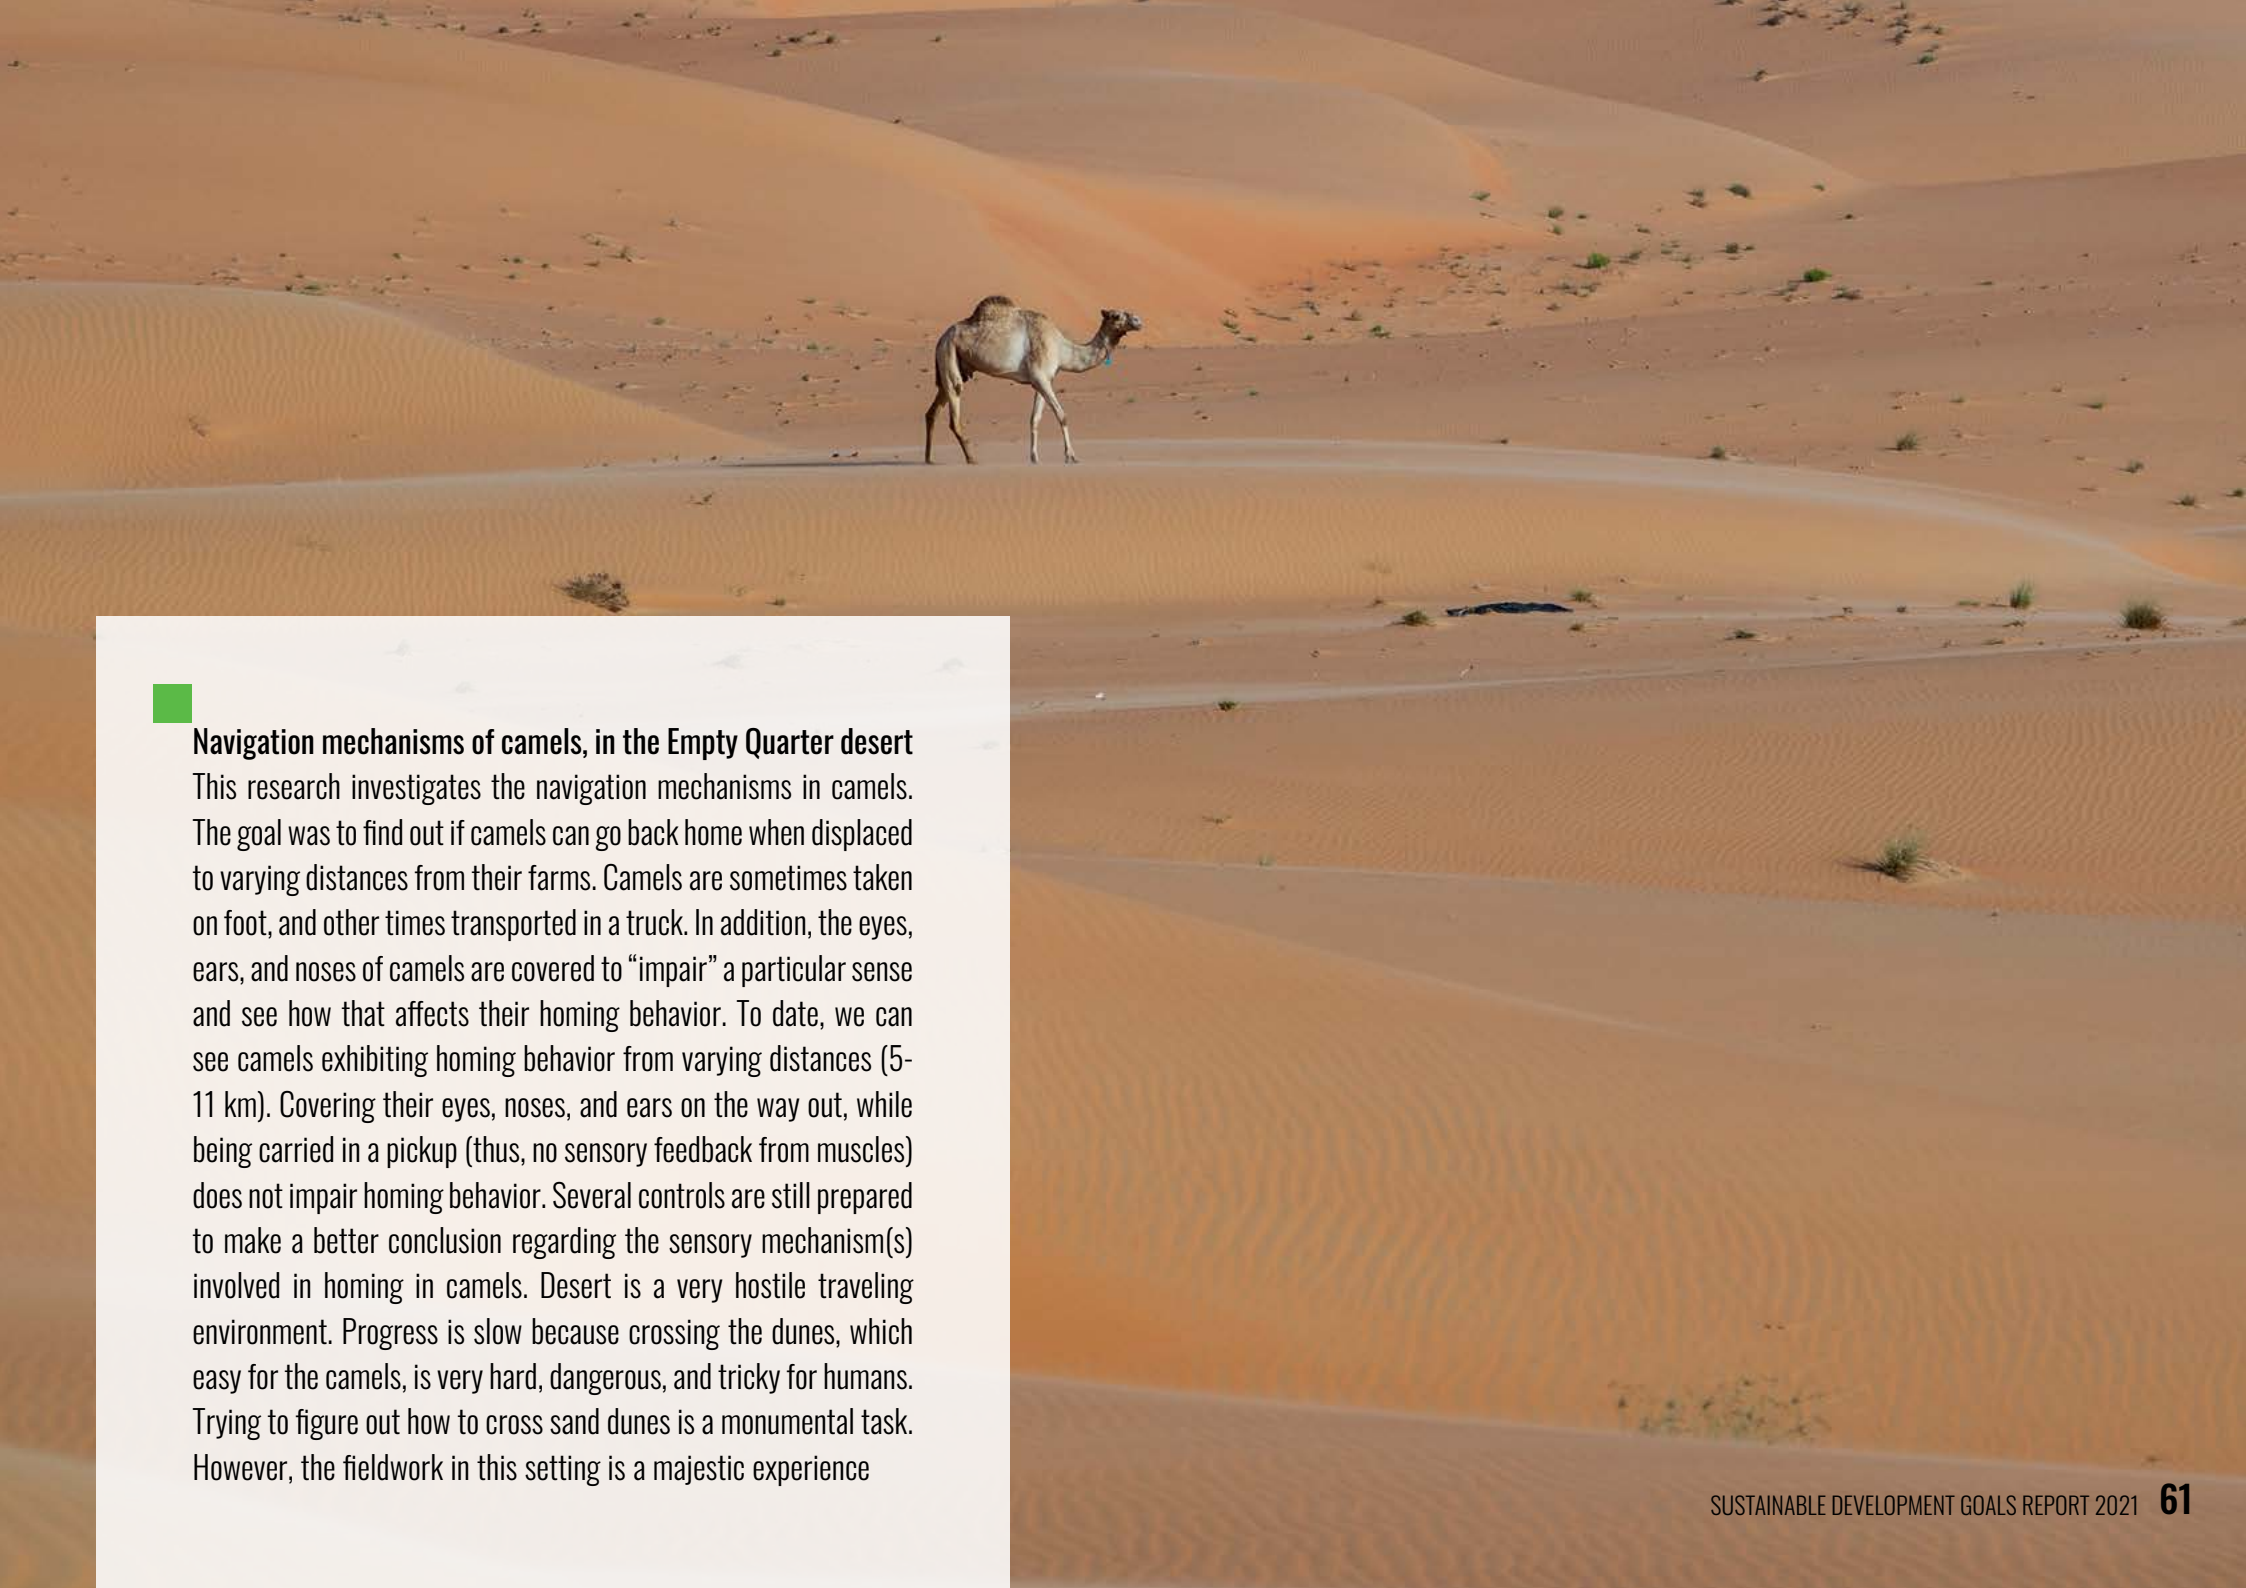 Navigation mechanisms of camels, in the Empty Quarter desert
This research investigates the navigation mechanisms in camels.
The goal was to find out if camels can go back home when displaced
to varying distances from their farms. Camels are sometimes taken
on foot, and other times transported in a truck. In addition, the eyes,
ears, and noses of camels are covered to “impair” a particular sense
and see how that affects their homing behavior. To date, we can
see camels exhibiting homing behavior from varying distances (5-
11 km). Covering their eyes, noses, and ears on the way out, while
being carried in a pickup (thus, no sensory feedback from muscles)
does not impair homing behavior. Several controls are still prepared
to make a better conclusion regarding the sensory mechanism(s)
involved in homing in camels. Desert is a very hostile traveling
environment. Progress is slow because crossing the dunes, which
easy for the camels, is very hard, dangerous, and tricky for humans.
Trying to figure out how to cross sand dunes is a monumental task.
However, the fieldwork in this setting is a majestic experience
SUSTAINABLE DEVELOPMENT GOALS REPORT 2021 61